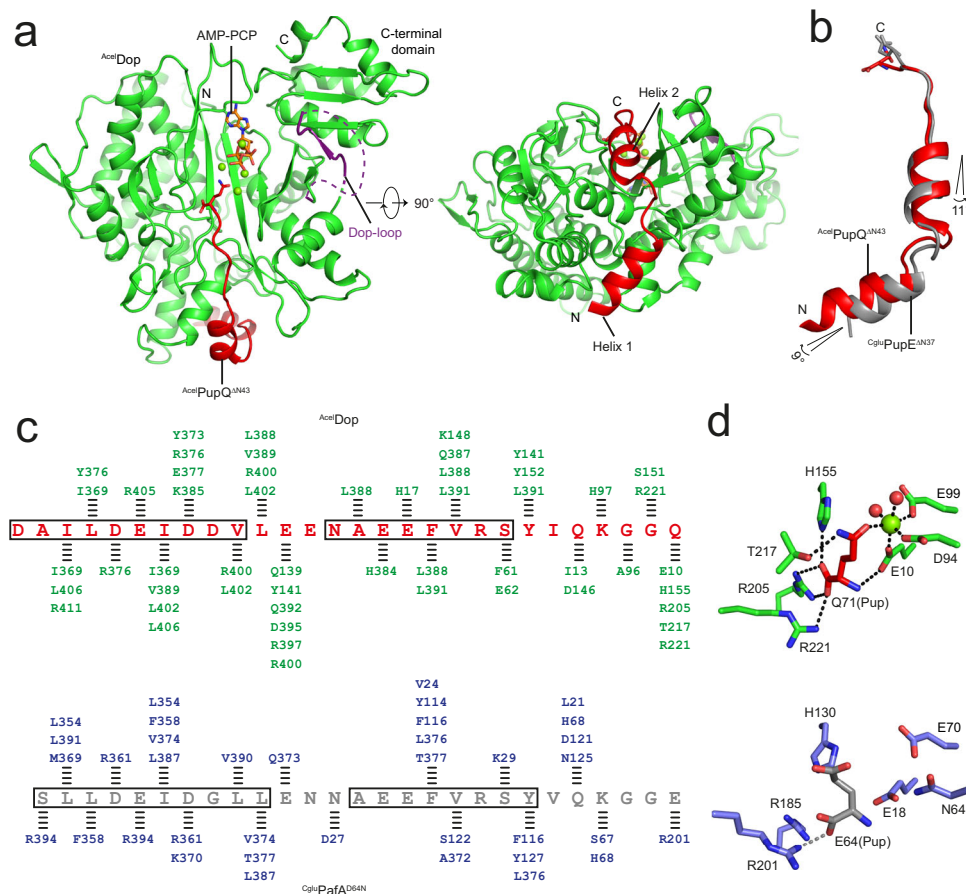 a
AMP-PCP
AcelDop
N
C
C-terminal
domain
Dop-loop
90°
AcelPupQΔN43
Helix 2
C
N
Helix 1
b
C
11
AcelPupQΔN43
N
9°
CgluPupEΔN37
c
AcelDop
Y373 L388 K148
R376 V389 Q387 Y141
Y376 E377 R400 L388 Y152 S151
I369 R405 K385 L402 L388 H17 L391 L391 H97 R221
D A I L D E I D D V L E E N A E E F V R S Y I Q K G G Q
I369 R376 I369 R400 Q139 H384 L388 F61 I13 A96 E10
L406 V389 L402 Y141 L391 E62 D146 H155
R411 L402 Q392 R205
L406 D395 T217
R397 R221
R400
V24
L354 Y114 L21
L354 F358 F116 H68
L391 V374 L376 D121
M369 R361 L387 V390 Q373 T377 K29 N125
S L L D E I D G L L E N N A E E F V R S Y V Q K G G E
R394 F358 R394 R361 V374 D27 S122 F116 S67 R201
K370 T377 A372 Y127 H68
L387 L376
CgluPafAD64N
d
H155
E99
T217
D94
R205
E10
Q71(Pup)
R221
H130
E70
R185
E18
N64
R201
E64(Pup)